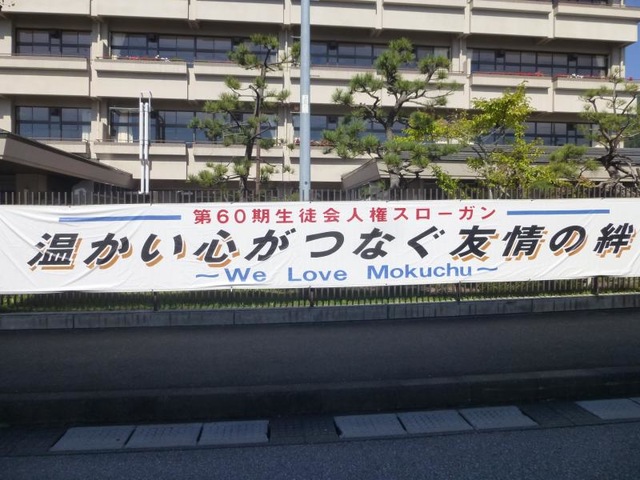 第60期生徒会人権スローガン
温かい心がつなぐ友情の絆
～We Love Mokuchu～